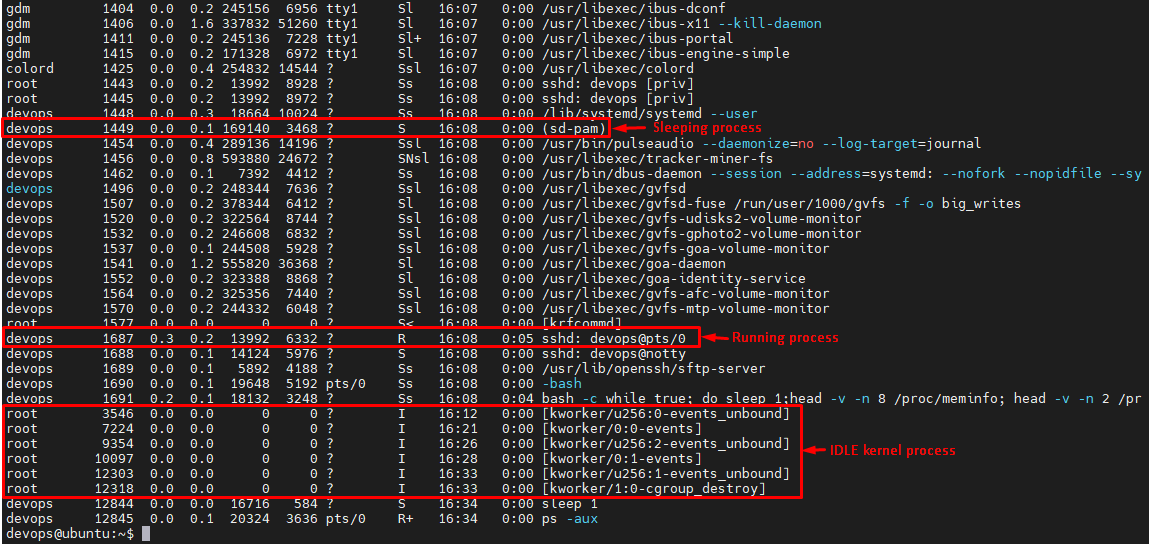 gdm 1404 0.0 0.2 245156 6956 tty1 Sl 16:07 0:00 /usr/libexec/ibus-dconf
gdm 1406 0.0 1.6 337832 51260 tty1 Sl 16:07 0:00 /usr/libexec/ibus-x11 --kill-daemon
gdm 1411 0.0 0.2 245136 7228 tty1 Sl+ 16:07 0:00 /usr/libexec/ibus-portal
gdm 1415 0.0 0.2 171328 6972 tty1 Sl 16:07 0:00 /usr/libexec/ibus-engine-simple
colord 1425 0.0 0.4 254832 14544 ? Ssl 16:07 0:00 /usr/libexec/colord
root 1443 0.0 0.2 13992 8928 ? Ss 16:08 0:00 sshd: devops [priv]
root 1445 0.0 0.2 13992 8972 ? Ss 16:08 0:00 sshd: devops [priv]
devops 1448 0.0 0.3 18664 10024 ? Ss 16:08 0:00 /lib/systemd/systemd --user
devops 1449 0.0 0.1 169140 3468 ? S 16:08 0:00 (sd-pam) Sleeping process
devops 1454 0.0 0.4 289136 14196 ? Ssl 16:08 0:00 /usr/bin/pulseaudio --daemonize=no --log-target=journal
devops 1456 0.0 0.8 593880 24672 ? SNsl 16:08 0:00 /usr/libexec/tracker-miner-fs
devops 1462 0.0 0.1 7392 4412 ? Ss 16:08 0:00 /usr/bin/dbus-daemon --session --address=systemd: --nofork --nopidfile --sy
devops 1496 0.0 0.2 248344 7636 ? Ssl 16:08 0:00 /usr/libexec/gvfsd
devops 1507 0.0 0.2 378344 6412 ? Sl 16:08 0:00 /usr/libexec/gvfsd-fuse /run/user/1000/gvfs -f -o big_writes
devops 1520 0.0 0.2 322564 8744 ? Ssl 16:08 0:00 /usr/libexec/gvfs-udisks2-volume-monitor
devops 1532 0.0 0.2 246608 6832 ? Ssl 16:08 0:00 /usr/libexec/gvfs-gphoto2-volume-monitor
devops 1537 0.0 0.1 244508 5928 ? Ssl 16:08 0:00 /usr/libexec/gvfs-goa-volume-monitor
devops 1541 0.0 1.2 555820 36368 ? Sl 16:08 0:00 /usr/libexec/goa-daemon
devops 1552 0.0 0.2 323388 8868 ? Sl 16:08 0:00 /usr/libexec/goa-identity-service
devops 1564 0.0 0.2 325356 7440 ? Ssl 16:08 0:00 /usr/libexec/gvfs-afc-volume-monitor
devops 1570 0.0 0.2 244332 6048 ? Ssl 16:08 0:00 /usr/libexec/gvfs-mtp-volume-monitor
root 1577 0.0 0.0 0 0 ? S< 16:08 0:00 [krfcommd]
devops 1687 0.3 0.2 13992 6332 ? R 16:08 0:05 sshd: devops@pts/0 Running process
devops 1688 0.0 0.1 14124 5976 ? S 16:08 0:00 sshd: devops@notty
devops 1689 0.0 0.1 5892 4188 ? Ss 16:08 0:00 /usr/lib/openssh/sftp-server
devops 1690 0.0 0.1 19648 5192 pts/0 Ss 16:08 0:00 -bash
devops 1691 0.2 0.1 18132 3248 ? Ss 16:08 0:04 bash -c while true; do sleep 1;head -v -n 8 /proc/meminfo; head -v -n 2 /pr
root 3546 0.0 0.0 0 0 ? I 16:12 0:00 [kworker/u256:0-events_unbound]
root 7224 0.0 0.0 0 0 ? I 16:21 0:00 [kworker/0:0-events]
root 9354 0.0 0.0 0 0 ? I 16:26 0:00 [kworker/u256:2-events_unbound]
root 10097 0.0 0.0 0 0 ? I 16:28 0:00 [kworker/0:1-events] IDLE kernel process
root 12303 0.0 0.0 0 0 ? I 16:33 0:00 [kworker/u256:1-events_unbound]
root 12318 0.0 0.0 0 0 ? I 16:33 0:00 [kworker/1:0-cgroup_destroy]
devops 12844 0.0 0.0 16716 584 ? S 16:34 0:00 sleep 1
devops 12845 0.0 0.1 20324 3636 pts/0 R+ 16:34 0:00 ps -aux
devops@ubuntu:~$